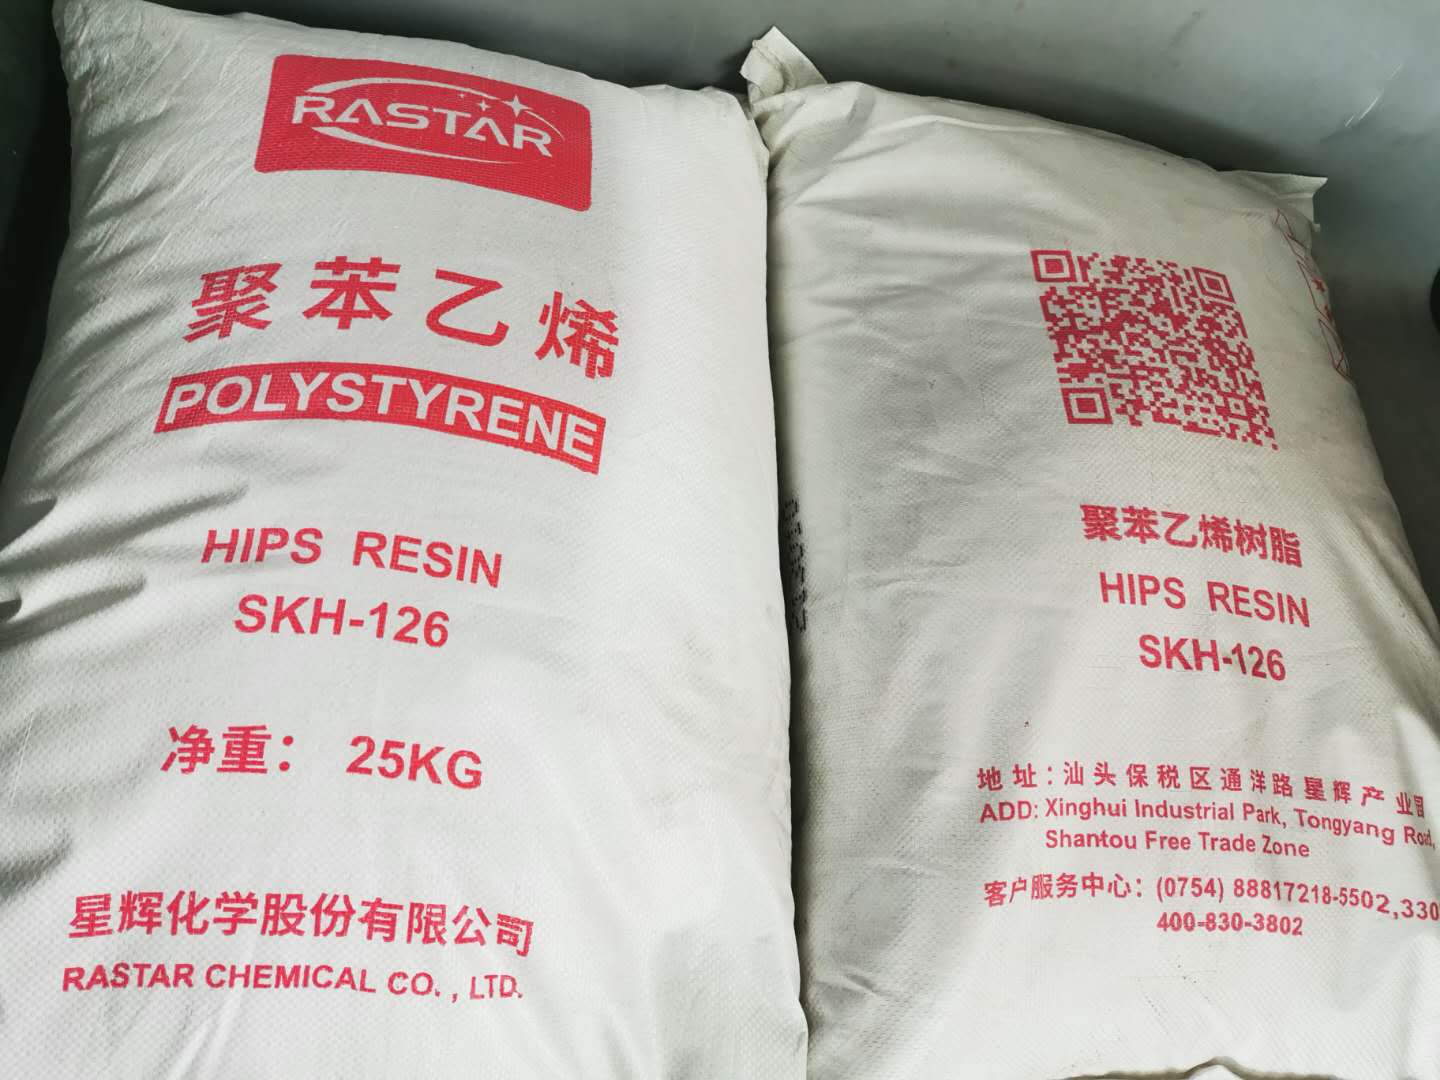 RASTAR
聚苯乙烯
POLYSTYRENE
HIPS RESIN
SKH-126
净重： 25KG
星辉化学股份有限公司
RASTAR CHEMICAL CO. , LTD.
聚苯乙烯树脂
HIPS RESIN
SKH-126
地址：汕头保税区通洋路星辉产业园
ADD: Xinghui Industrial Park, Tongyang Road,
Shantou Free Trade Zone
客户服务中心：(0754) 88817218-5502,330
400-830-3802